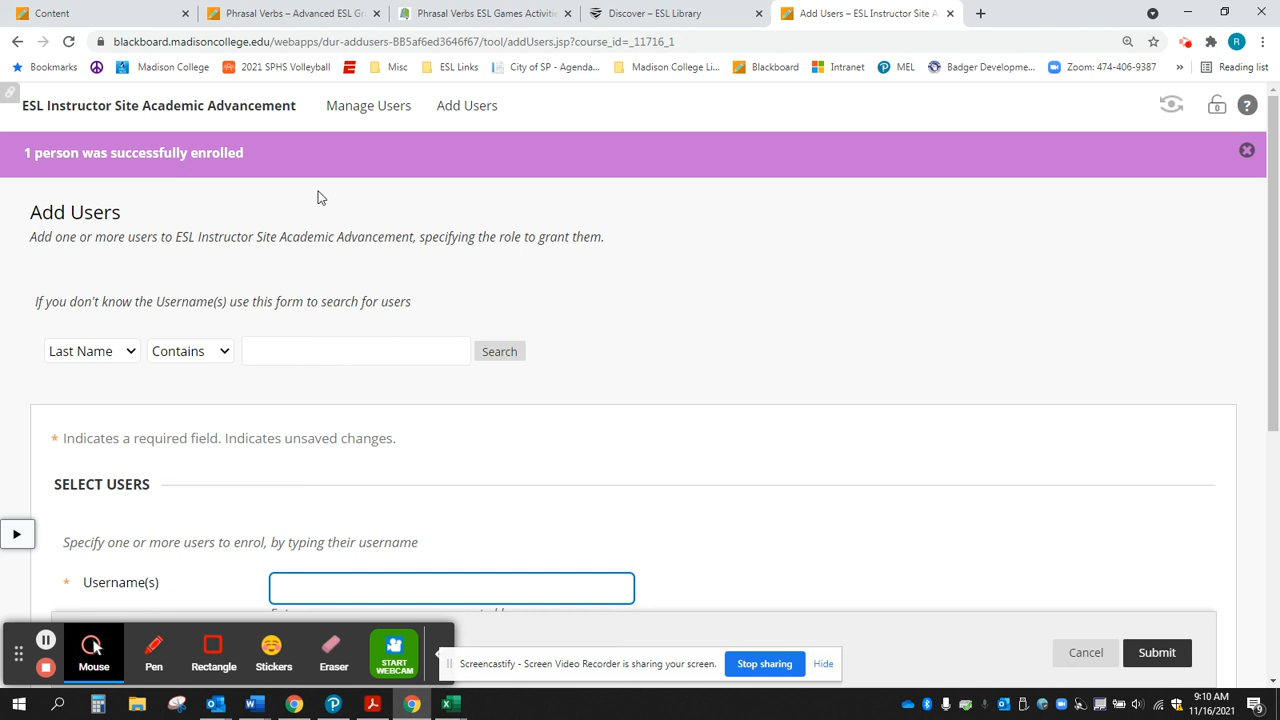 Content
Phrasal Verbs – Advanced ESL Gr
Phrasal Verbs ESL Games Activitie
Discover – ESL Library
Add Users – ESL Instructor Site A
blackboard.madisoncollege.edu/webapps/dur-addusers-BB5af6ed3646f67/tool/addUsers.jsp?course_id=_11716_1
R
Bookmarks
Madison College
2021 SPHS Volleyball
Misc
ESL Links
City of SP - Agenda...
Madison College Li...
Blackboard
Intranet
MEL
Badger Developme...
Zoom: 474-406-9387
»
Reading list
ESL Instructor Site Academic Advancement
Manage Users
Add Users
1 person was successfully enrolled
Add Users
Add one or more users to ESL Instructor Site Academic Advancement, specifying the role to grant them.
If you don't know the Username(s) use this form to search for users
Last Name
Contains
Search
* Indicates a required field. Indicates unsaved changes.
SELECT USERS
Specify one or more users to enrol, by typing their username
* Username(s)
Cancel
Submit
Mouse
Pen
Rectangle
Stickers
Eraser
START
WEBCAM
Screencastify - Screen Video Recorder is sharing your screen.
Stop sharing
Hide
9:10 AM
11/16/2021